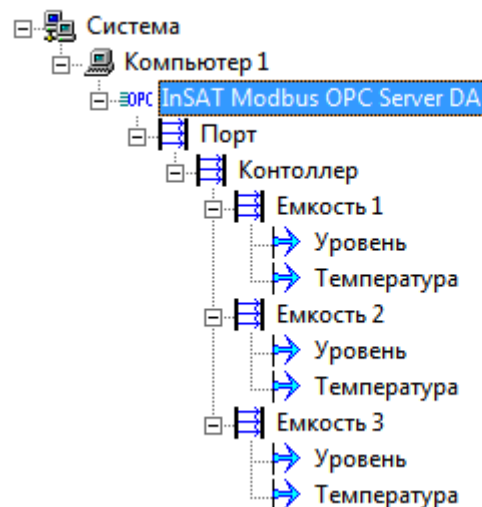 Система
Компьютер 1
OPC InSAT Modbus OPC Server DA
Порт
Контоллер
Емкость 1
Уровень
Температура
Емкость 2
Уровень
Температура
Емкость 3
Уровень
Температура